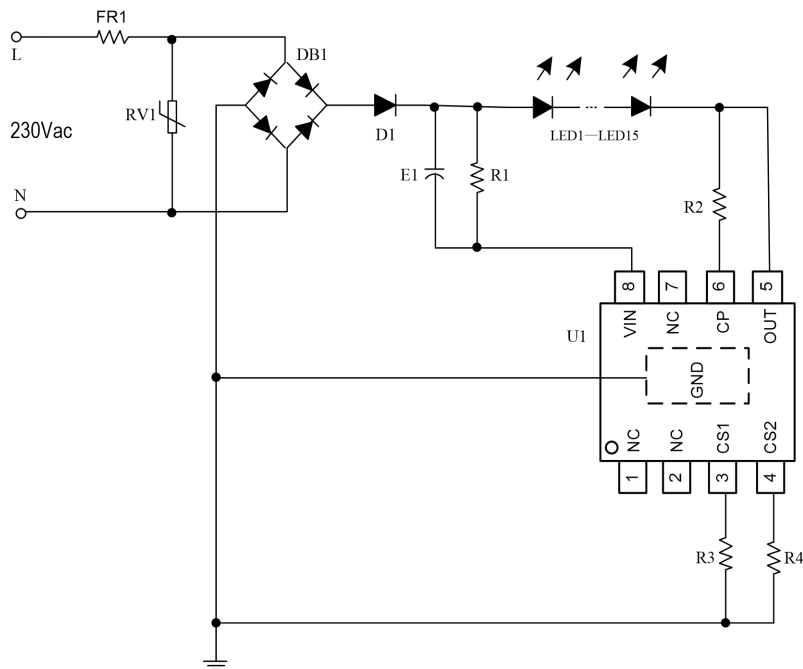 FR1
L
DB1
RV1
230Vac
D1
LED1—LED15
E1
R1
N
R2
8
7
6
5
U1
VIN
NC
CP
OUT
GND
NC
NC
CS1
CS2
1
2
3
4
R3
R4